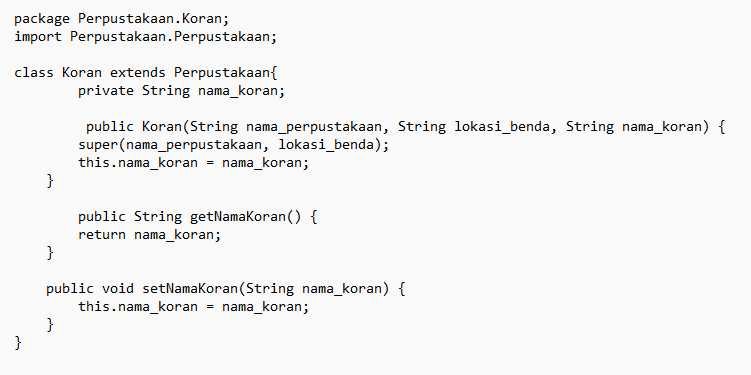 package Perpustakaan.Koran;
import Perpustakaan.Perpustakaan;

class Koran extends Perpustakaan{
        private String nama_koran;

         public Koran(String nama_perpustakaan, String lokasi_benda, String nama_koran) {
        super(nama_perpustakaan, lokasi_benda);
        this.nama_koran = nama_koran;
    }

        public String getNamaKoran() {
        return nama_koran;
    }

    public void setNamaKoran(String nama_koran) {
        this.nama_koran = nama_koran;
    }
}